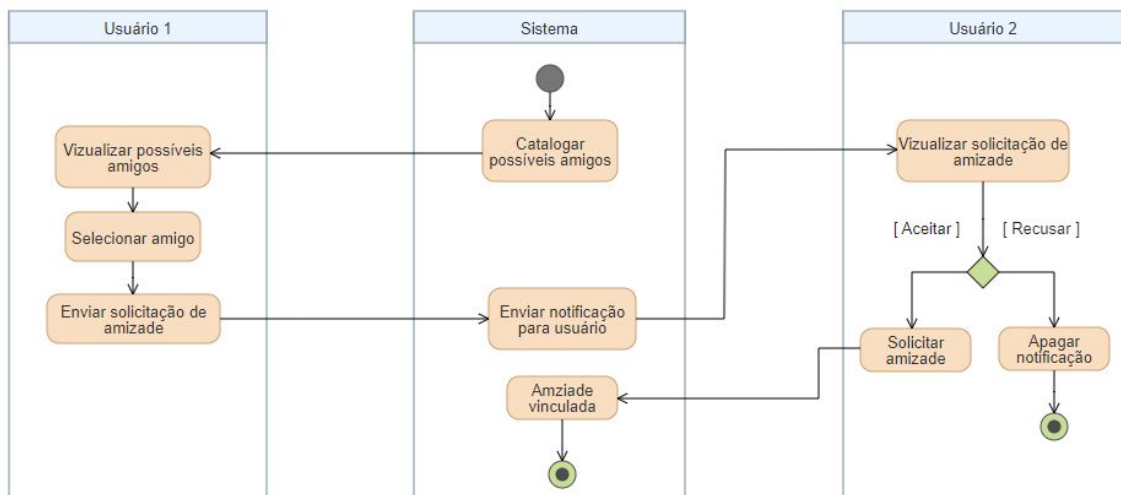 Usuário 1
Sistema
Usuário 2
Vizualizar possíveis
amigos
Catalogar
possíveis amigos
Vizualizar solicitação de
amizade
Selecionar amigo
[ Aceitar ]
[ Recusar ]
Enviar solicitação de
amizade
Enviar notificação
para usuário
Solicitar
amizade
Apagar
notificação
Amziade
vinculada